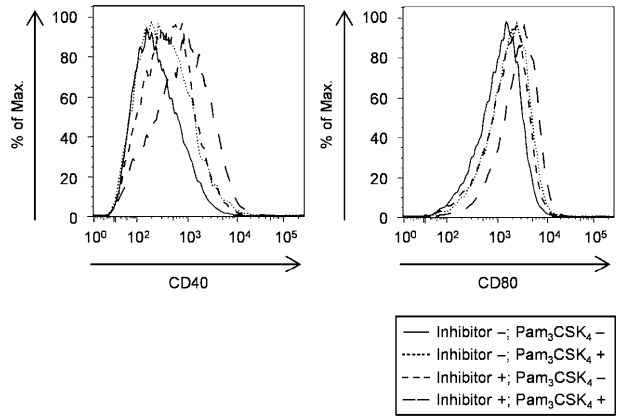 100
80
60
40
20
0
% of Max.
10⁰ 10² 10³ 10⁴ 10⁵
CD40
100
80
60
40
20
0
% of Max.
10⁰ 10² 10³ 10⁴ 10⁵
CD80
Inhibitor –; Pam₃CSK₄ –
Inhibitor –; Pam₃CSK₄ +
Inhibitor +; Pam₃CSK₄ –
Inhibitor +; Pam₃CSK₄ +